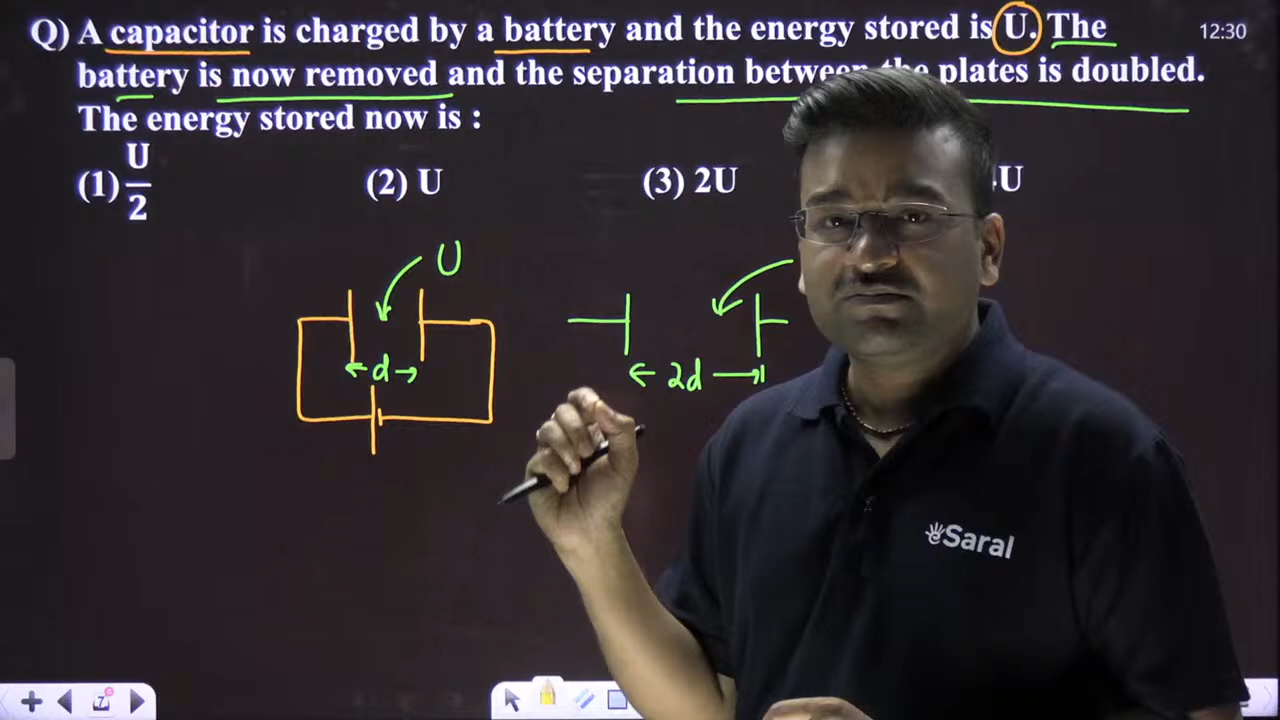 Q) A capacitor is charged by a battery and the energy stored is U. The
12:30
battery is now removed and the separation between the plates is doubled.
The energy stored now is :
(1) U/2 (2) U (3) 2U U
U
d
2d
eSaral